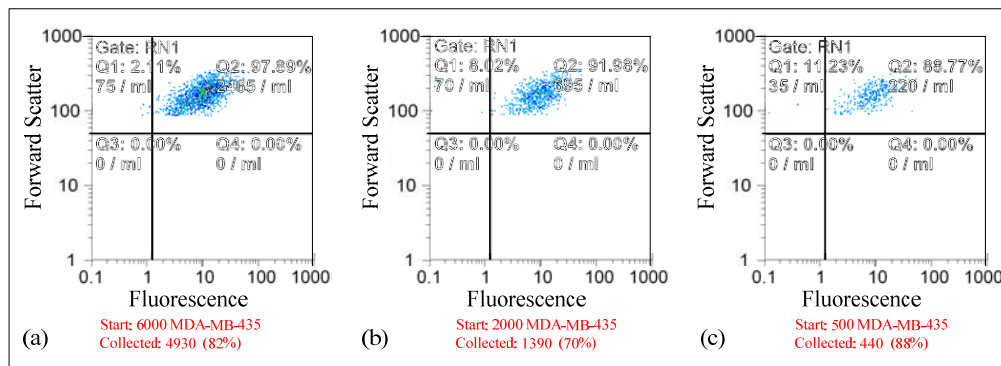 Forward Scatter
1000
100
10
1
Gate: RN1
Q1: 2.11% Q2: 97.89%
75 / ml 2465 / ml
Q3: 0.00% Q4: 0.00%
0 / ml 0 / ml
0.1 1 10 100 1000
Fluorescence
(a)
Start: 6000 MDA-MB-435
Collected: 4930 (82%)
Forward Scatter
1000
100
10
1
Gate: RN1
Q1: 8.02% Q2: 91.98%
70 / ml 695 / ml
Q3: 0.00% Q4: 0.00%
0 / ml 0 / ml
0.1 1 10 100 1000
Fluorescence
(b)
Start: 2000 MDA-MB-435
Collected: 1390 (70%)
Forward Scatter
1000
100
10
1
Gate: RN1
Q1: 11.23% Q2: 88.77%
35 / ml 220 / ml
Q3: 0.00% Q4: 0.00%
0 / ml 0 / ml
0.1 1 10 100 1000
Fluorescence
(c)
Start: 500 MDA-MB-435
Collected: 440 (88%)